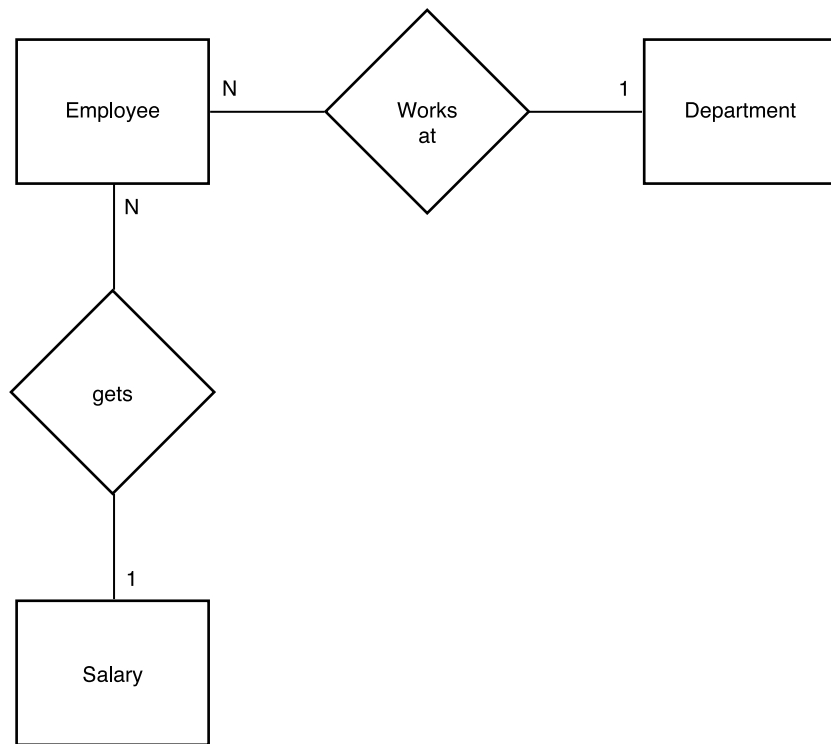 Employee
N
Works
at
1
Department
N
gets
1
Salary